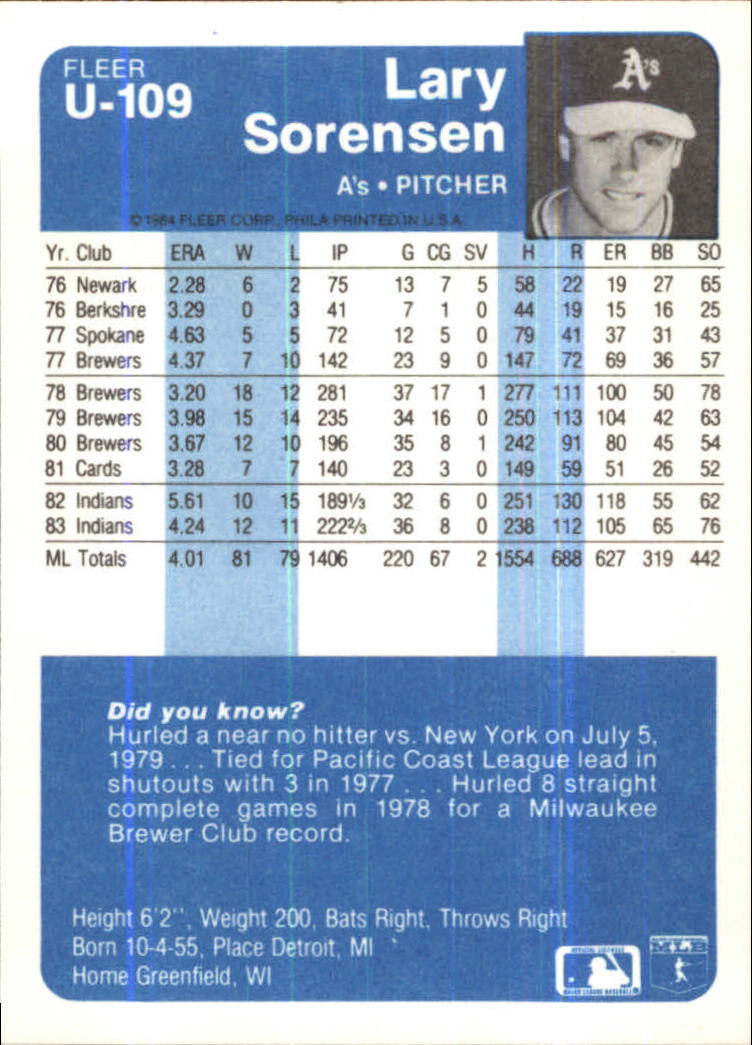 FLEER
U-109
Lary
Sorensen
A's • PITCHER
A's
© 1984 FLEER CORP., PHILA PRINTED IN U.S.A.
Yr. Club ERA W L IP G CG SV H R ER BB SO
76 Newark 2.28 6 2 75 13 7 5 58 22 19 27 65
76 Berkshre 3.29 0 3 41 7 1 0 44 19 15 16 25
77 Spokane 4.63 5 5 72 12 5 0 79 41 37 31 43
77 Brewers 4.37 7 10 142 23 9 0 147 72 69 36 57
78 Brewers 3.20 18 12 281 37 17 1 277 111 100 50 78
79 Brewers 3.98 15 14 235 34 16 0 250 113 104 42 63
80 Brewers 3.67 12 10 196 35 8 1 242 91 80 45 54
81 Cards 3.28 7 7 140 23 3 0 149 59 51 26 52
82 Indians 5.61 10 15 189⅓ 32 6 0 251 130 118 55 62
83 Indians 4.24 12 11 222⅔ 36 8 0 238 112 105 65 76
ML Totals 4.01 81 79 1406 220 67 2 1554 688 627 319 442
Did you know?
Hurled a near no hitter vs. New York on July 5,
1979 . . . Tied for Pacific Coast League lead in
shutouts with 3 in 1977 . . . Hurled 8 straight
complete games in 1978 for a Milwaukee
Brewer Club record.
Height 6'2'', Weight 200, Bats Right, Throws Right
Born 10-4-55, Place Detroit, MI
Home Greenfield, WI
MAJOR LEAGUE BASEBALL
MLB